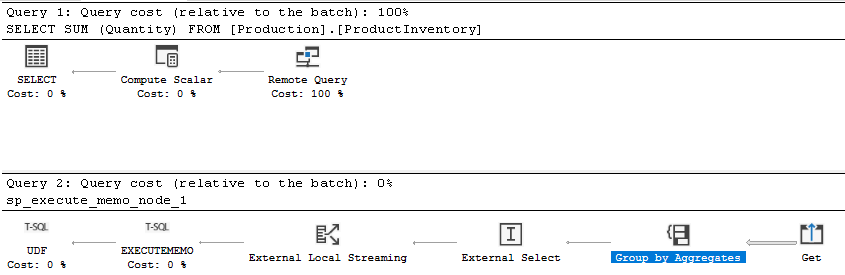 Query 1: Query cost (relative to the batch): 100%
SELECT SUM (Quantity) FROM [Production].[ProductInventory]
SELECT Compute Scalar Remote Query
Cost: 0 % Cost: 0 % Cost: 100 %
Query 2: Query cost (relative to the batch): 0%
sp_execute_memo_node_1
T-SQL T-SQL
UDF EXECUTEMEMO External Local Streaming External Select Group by Aggregates Get
Cost: 0 % Cost: 0 %